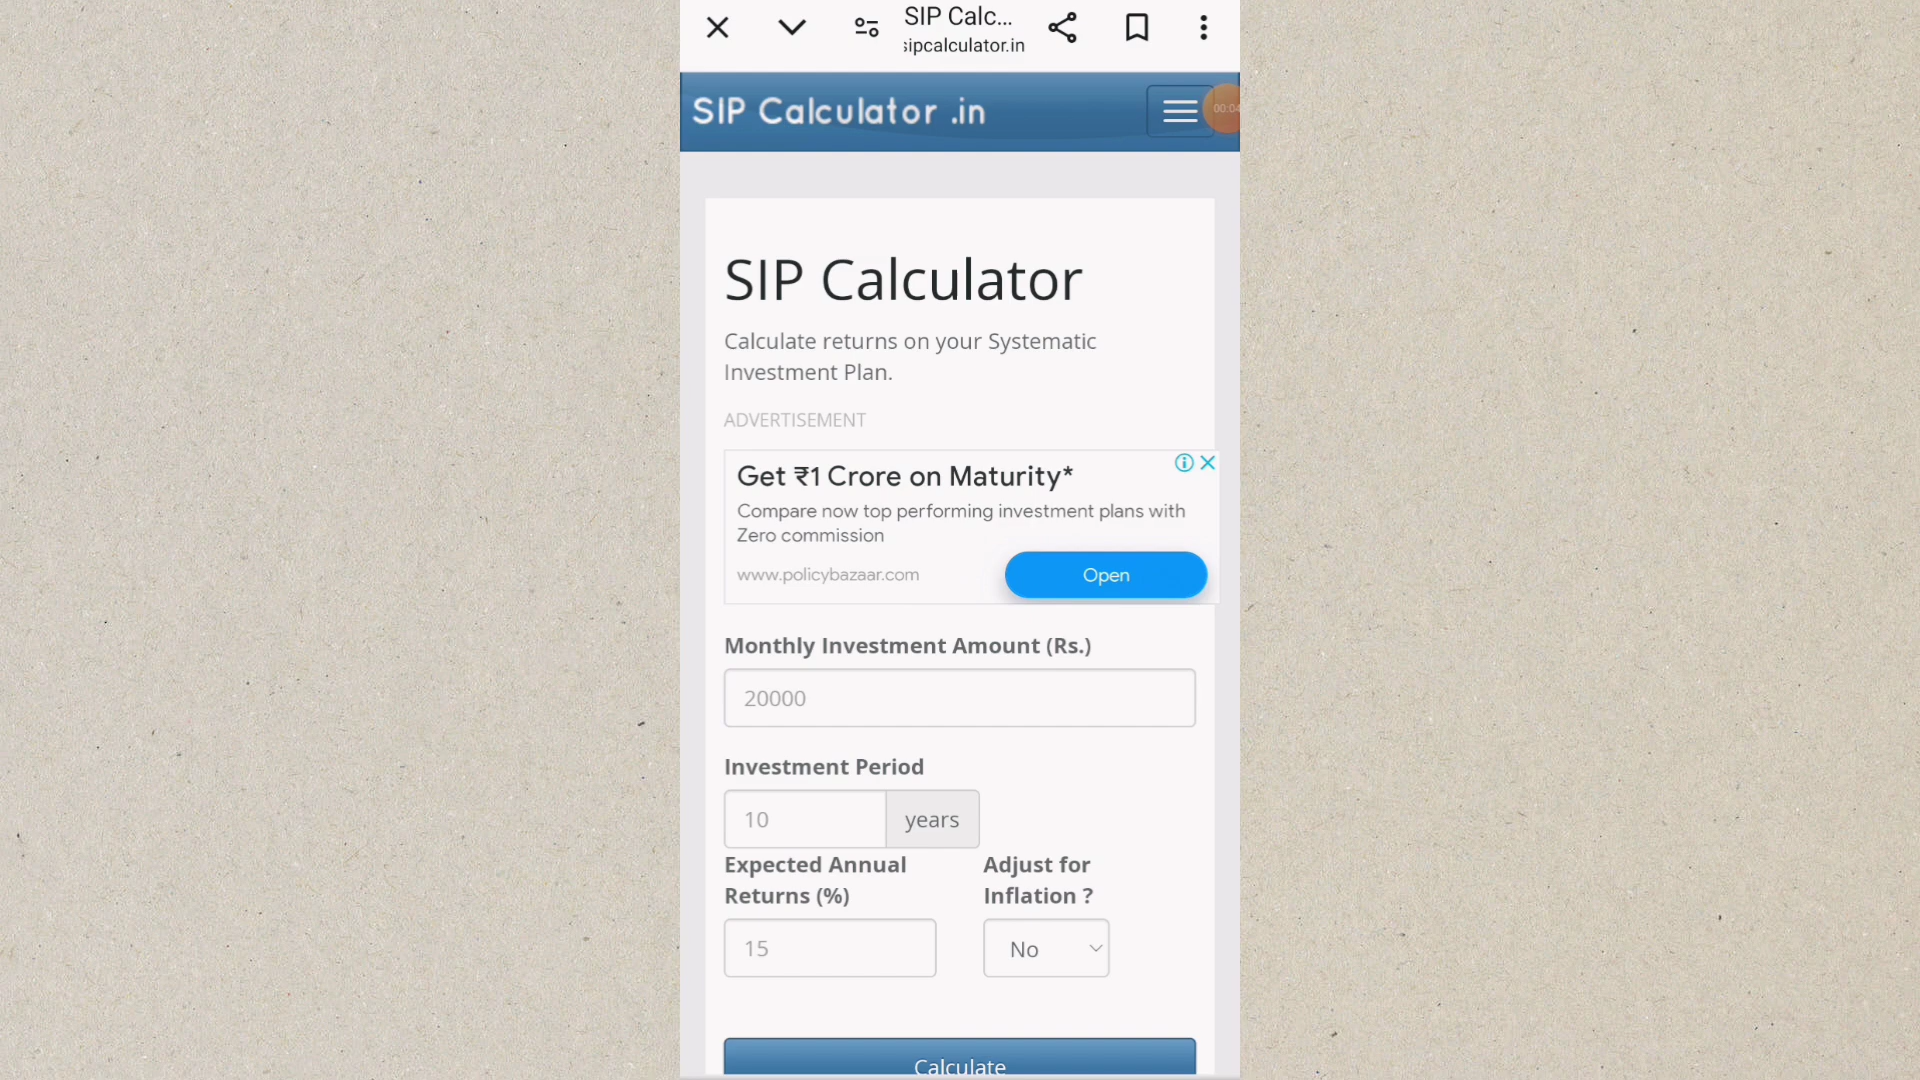 SIP Calc...
sipcalculator.in
SIP Calculator .in
00:04
SIP Calculator
Calculate returns on your Systematic
Investment Plan.
ADVERTISEMENT
Get ₹1 Crore on Maturity*
Compare now top performing investment plans with
Zero commission
www.policybazaar.com
Open
Monthly Investment Amount (Rs.)
20000
Investment Period
10 years
Expected Annual
Returns (%)
Adjust for
Inflation ?
15
No
Calculate